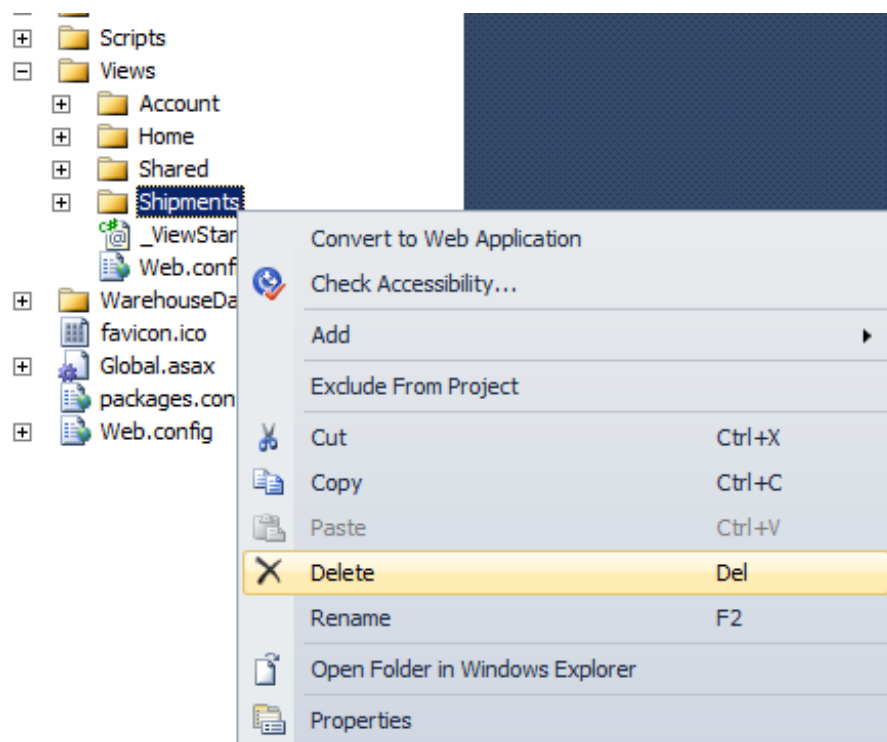 Scripts
Views
Account
Home
Shared
Shipments
_ViewStar
Web.conf
WarehouseDa
favicon.ico
Global.asax
packages.con
Web.config
Convert to Web Application
Check Accessibility...
Add
Exclude From Project
Cut Ctrl+X
Copy Ctrl+C
Paste Ctrl+V
Delete Del
Rename F2
Open Folder in Windows Explorer
Properties